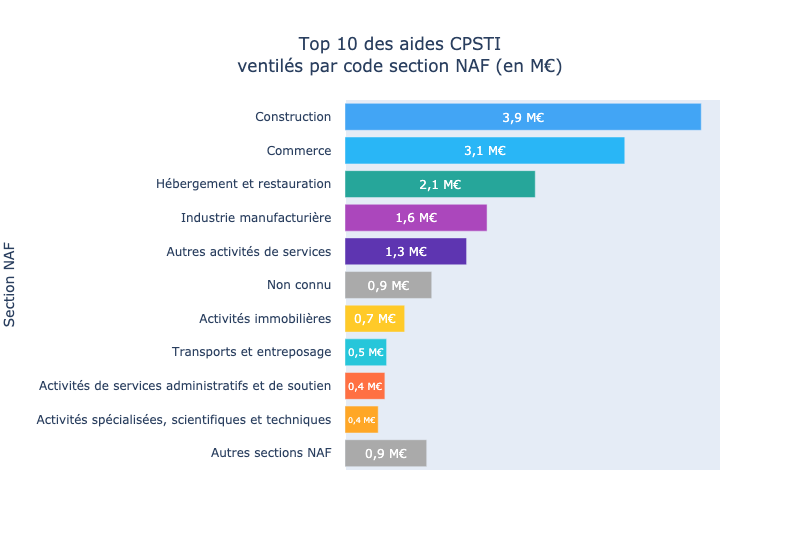 Top 10 des aides CPSTI
ventilés par code section NAF (en M€)
Section NAF
Construction 3,9 M€
Commerce 3,1 M€
Hébergement et restauration 2,1 M€
Industrie manufacturière 1,6 M€
Autres activités de services 1,3 M€
Non connu 0,9 M€
Activités immobilières 0,7 M€
Transports et entreposage 0,5 M€
Activités de services administratifs et de soutien 0,4 M€
Activités spécialisées, scientifiques et techniques 0,4 M€
Autres sections NAF 0,9 M€